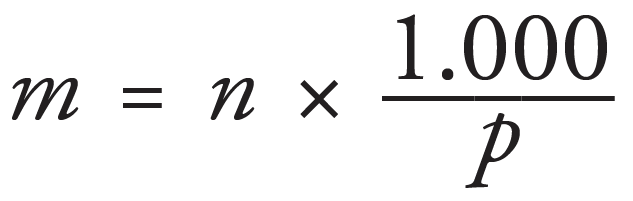 m = n × 1.000
p